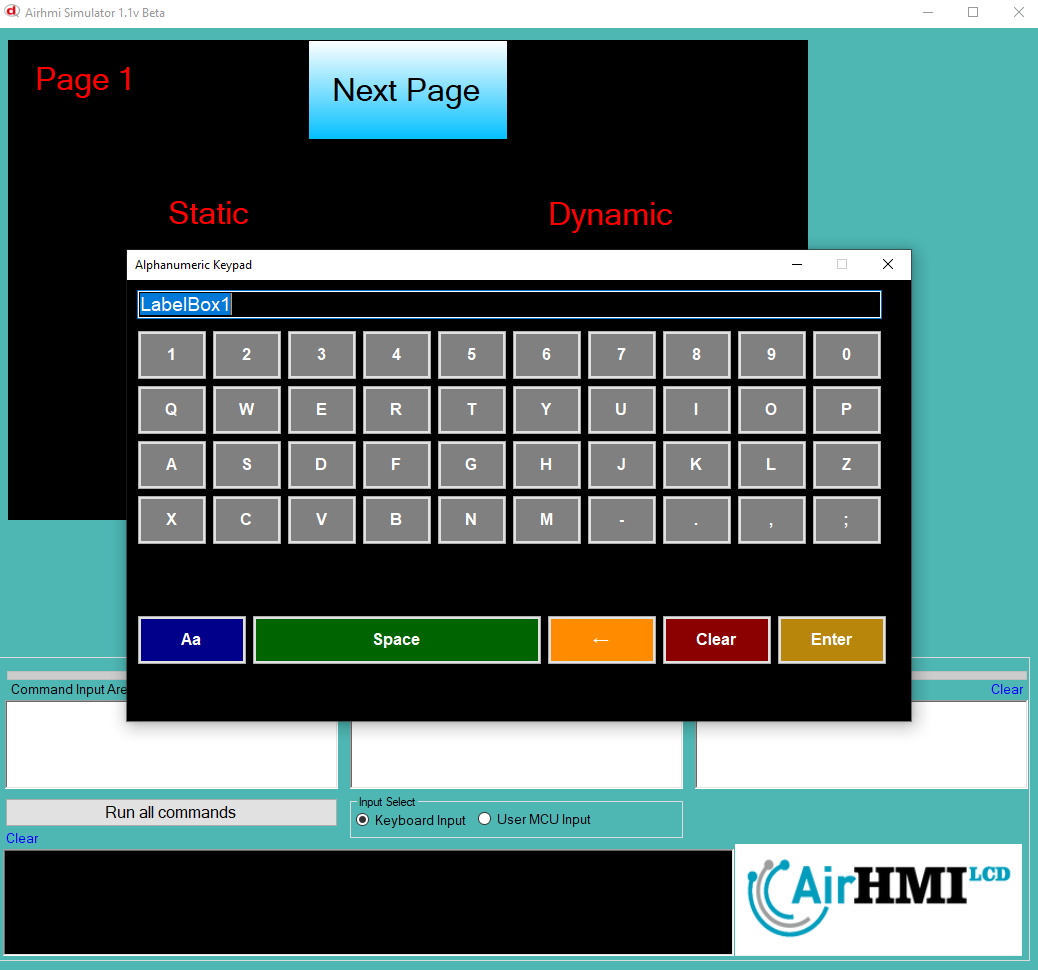 Airhmi Simulator 1.1v Beta
Page 1
Next Page
Static
Dynamic
Alphanumeric Keypad
LabelBox1
1 2 3 4 5 6 7 8 9 0
Q W E R T Y U I O P
A S D F G H J K L Z
X C V B N M - . , ;
Aa Space ← Clear Enter
Command Input Are
Clear
Run all commands
Input Select
Keyboard Input
User MCU Input
Clear
AirHMI LCD